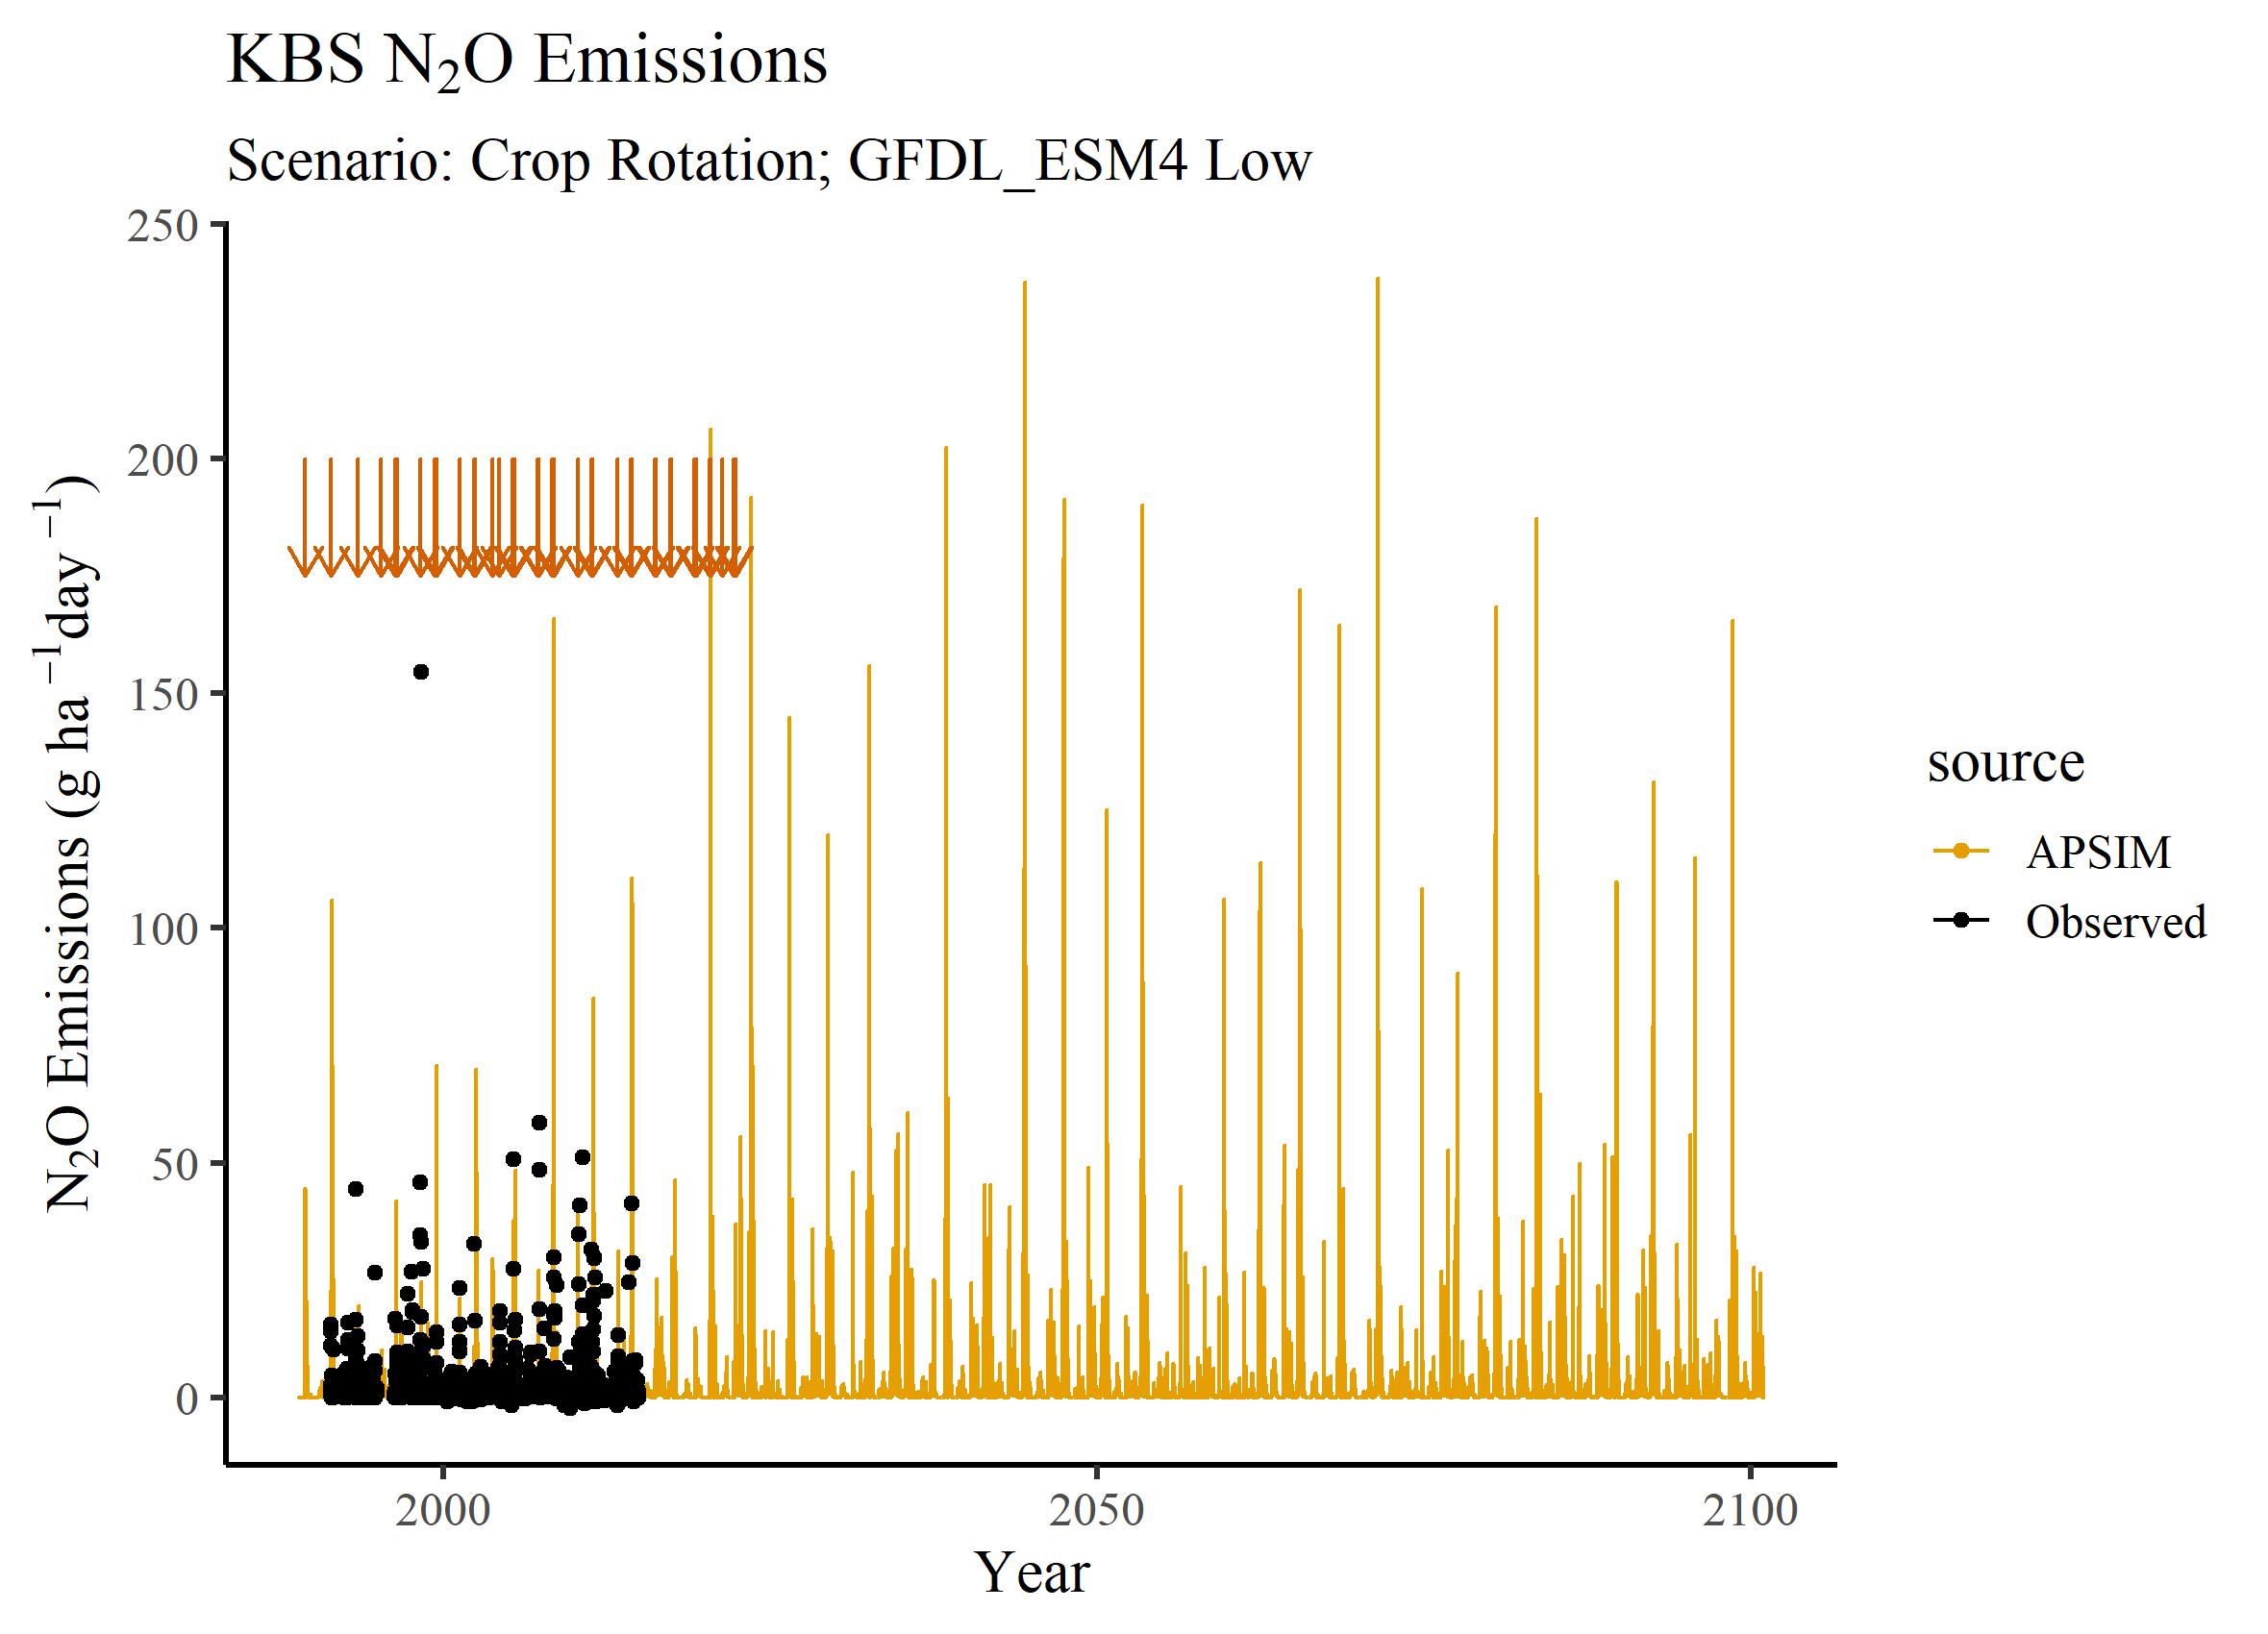 KBS N₂O Emissions
Scenario: Crop Rotation; GFDL_ESM4 Low
N₂O Emissions (g ha⁻¹day⁻¹)
250
200
150
100
50
0
2000 2050 2100
Year
source
APSIM
Observed